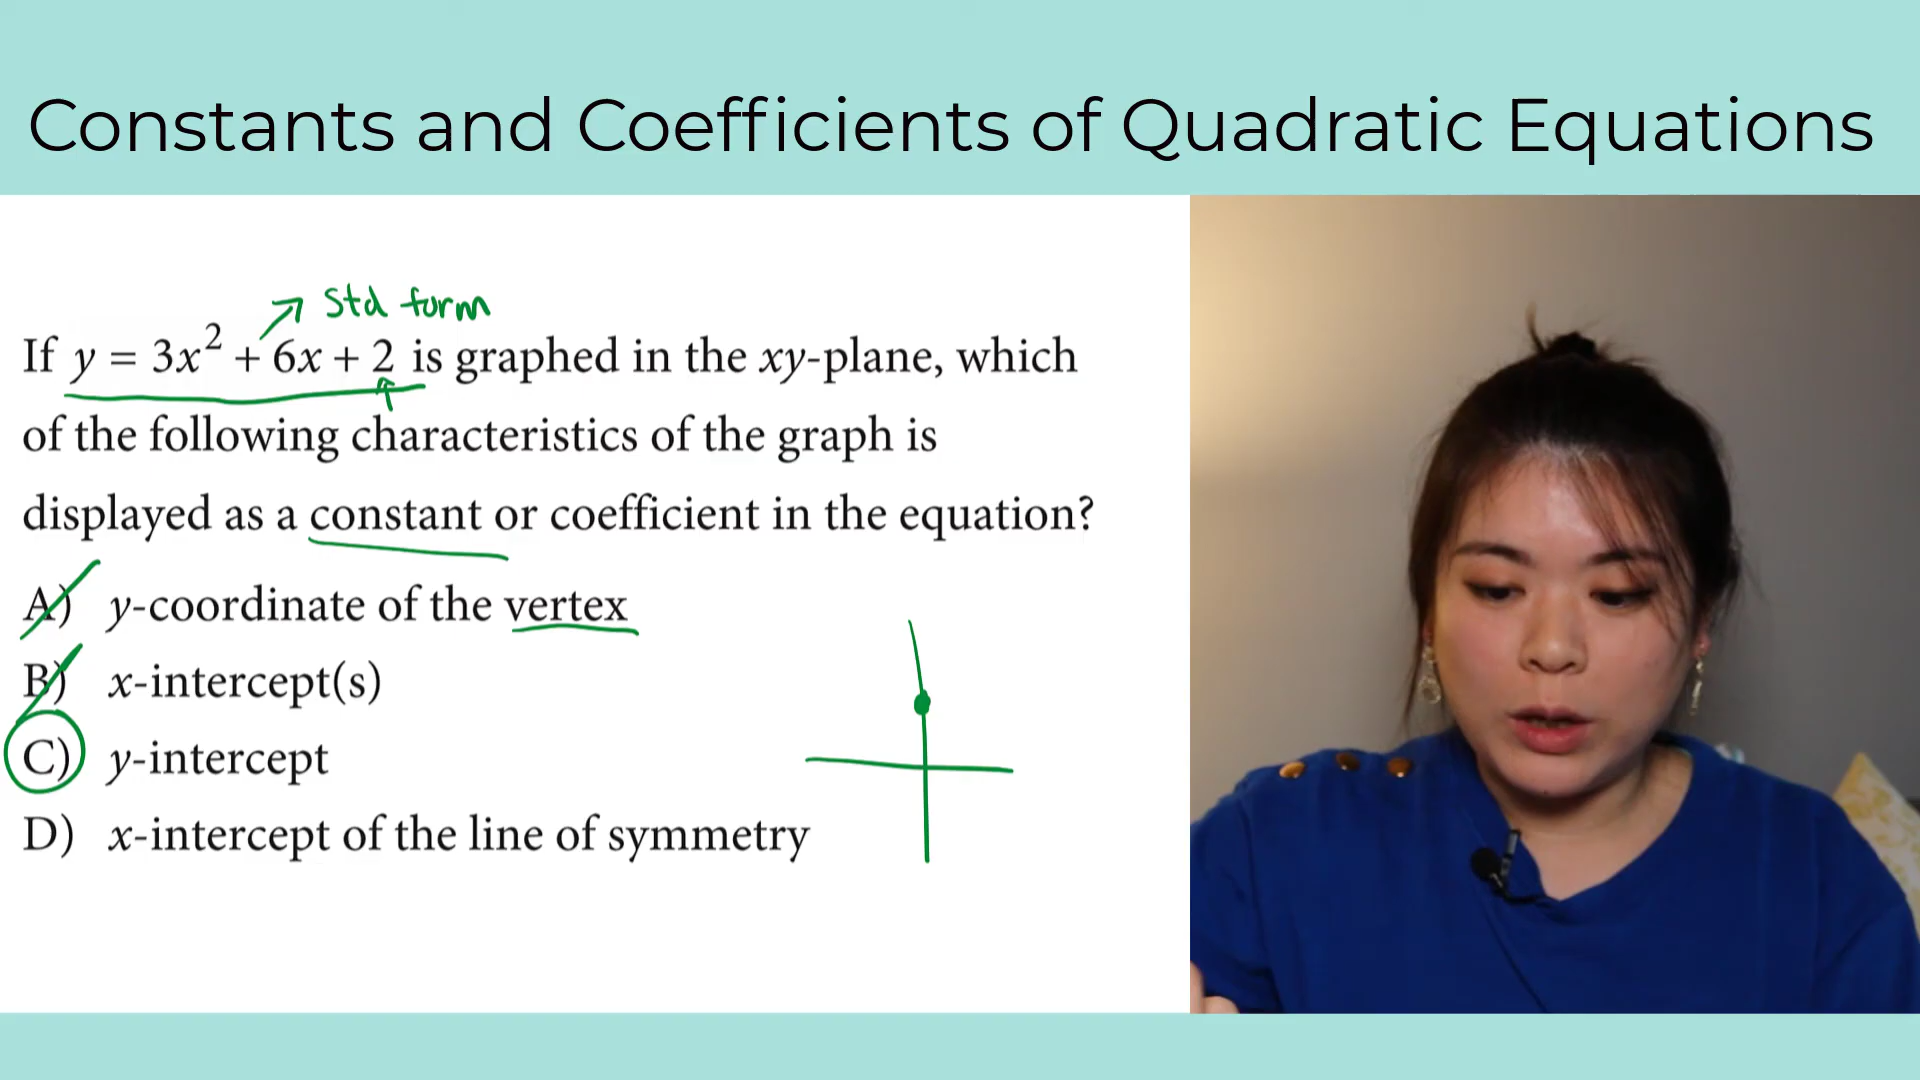 Constants and Coefficients of Quadratic Equations
Std form
If y = 3x² + 6x + 2 is graphed in the xy-plane, which
of the following characteristics of the graph is
displayed as a constant or coefficient in the equation?
A) y-coordinate of the vertex
B) x-intercept(s)
C) y-intercept
D) x-intercept of the line of symmetry